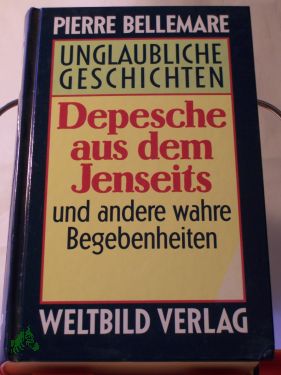 PIERRE BELLEMARE
UNGLAUBLICHE
GESCHICHTEN
Depesche
aus dem
Jenseits
und andere wahre
Begebenheiten
WELTBILD VERLAG